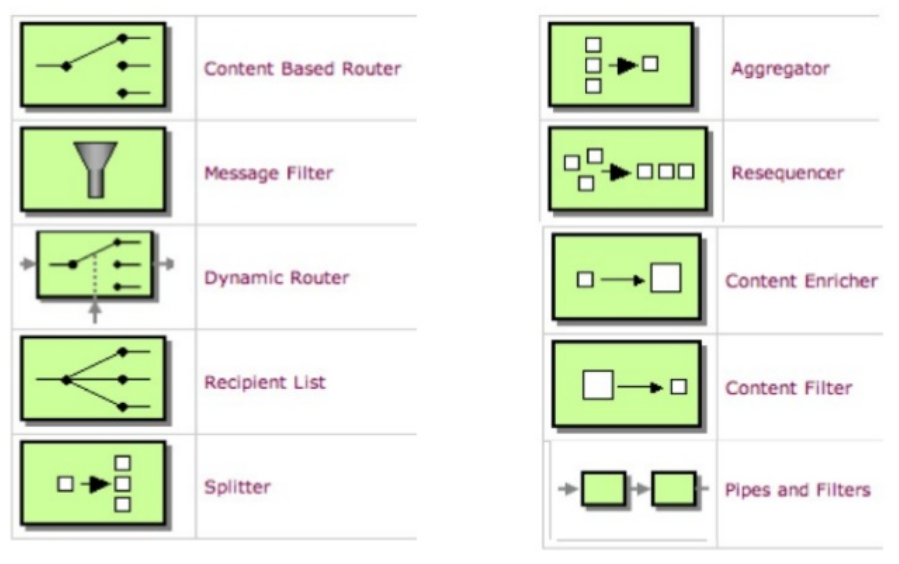 Content Based Router
Message Filter
Dynamic Router
Recipient List
Splitter
Aggregator
Resequencer
Content Enricher
Content Filter
Pipes and Filters